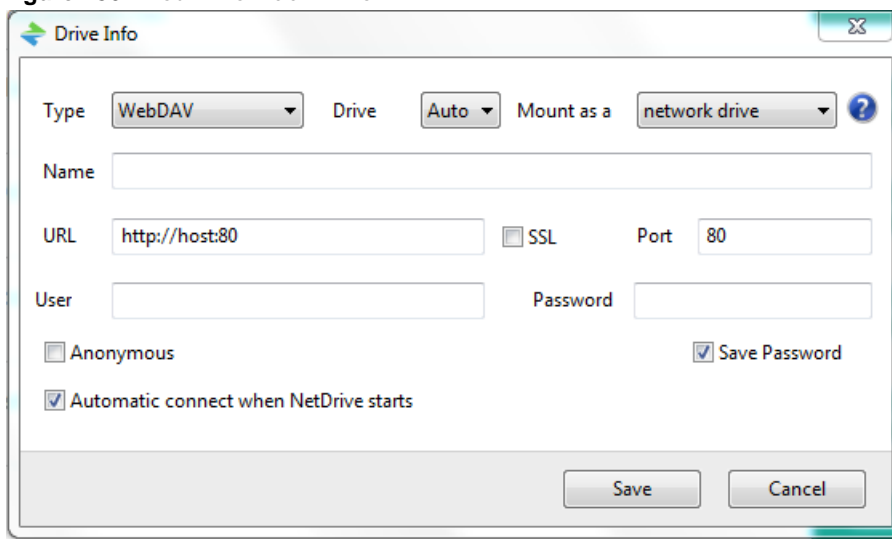 Drive Info
Type WebDAV Drive Auto Mount as a network drive ?
Name
URL http://host:80 SSL Port 80
User Password
Anonymous Save Password
Automatic connect when NetDrive starts
Save Cancel